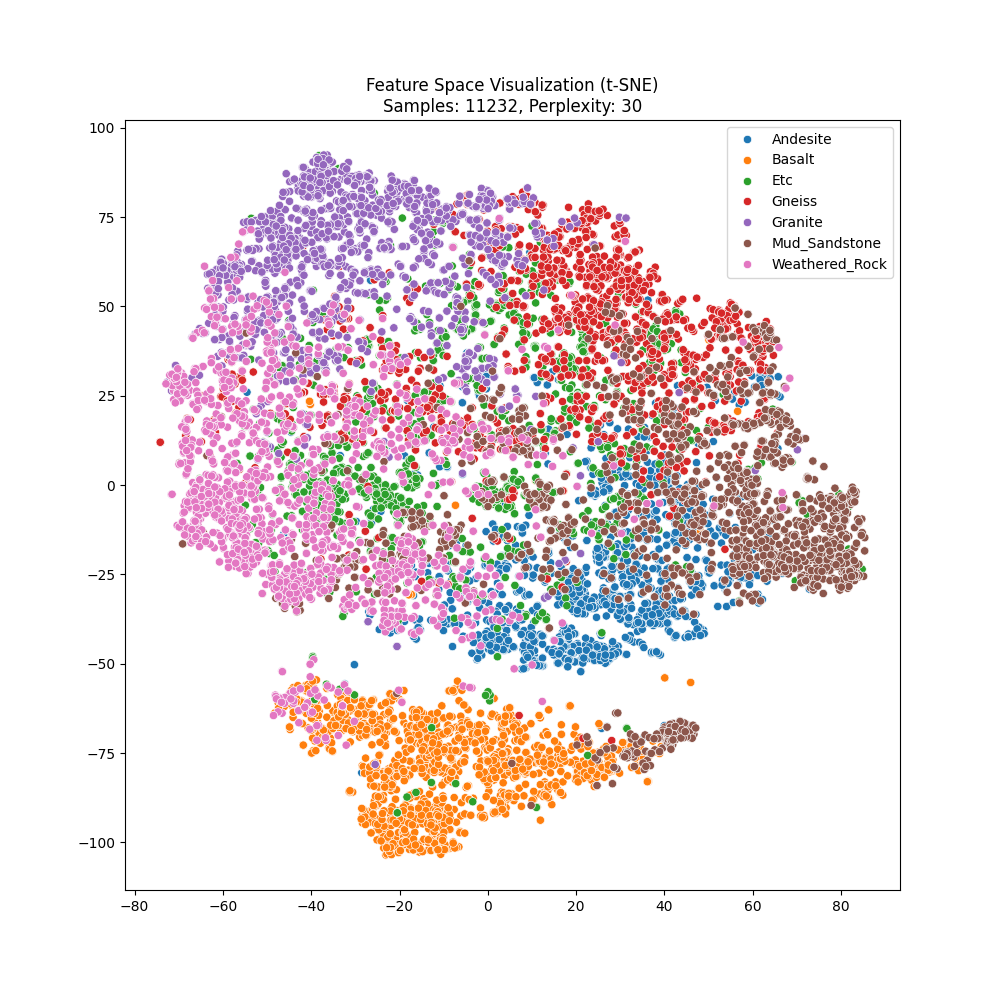 Feature Space Visualization (t-SNE)
Samples: 11232, Perplexity: 30
Andesite
Basalt
Etc
Gneiss
Granite
Mud_Sandstone
Weathered_Rock
100
75
50
25
0
−25
−50
−75
−100
−80 −60 −40 −20 0 20 40 60 80